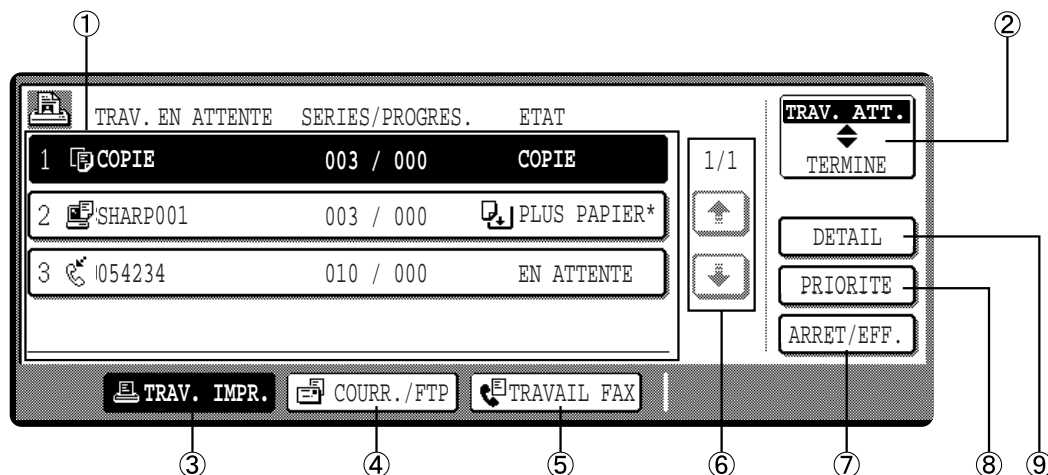 ① ②
TRAV. EN ATTENTE SERIES/PROGRES. ETAT
TRAV. ATT.
TERMINE
1 COPIE 003 / 000 COPIE
1/1
2 SHARP001 003 / 000 PLUS PAPIER*
DETAIL
3 054234 010 / 000 EN ATTENTE
PRIORITE
ARRET/EFF.
TRAV. IMPR. COURR./FTP TRAVAIL FAX
③ ④ ⑤ ⑥ ⑦ ⑧ ⑨